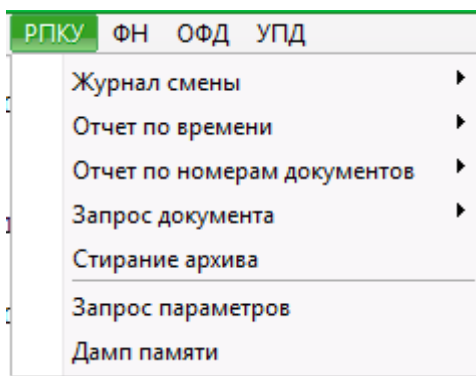 РПКУ ФН ОФД УПД
Журнал смены
Отчет по времени
Отчет по номерам документов
Запрос документа
Стирание архива
Запрос параметров
Дамп памяти